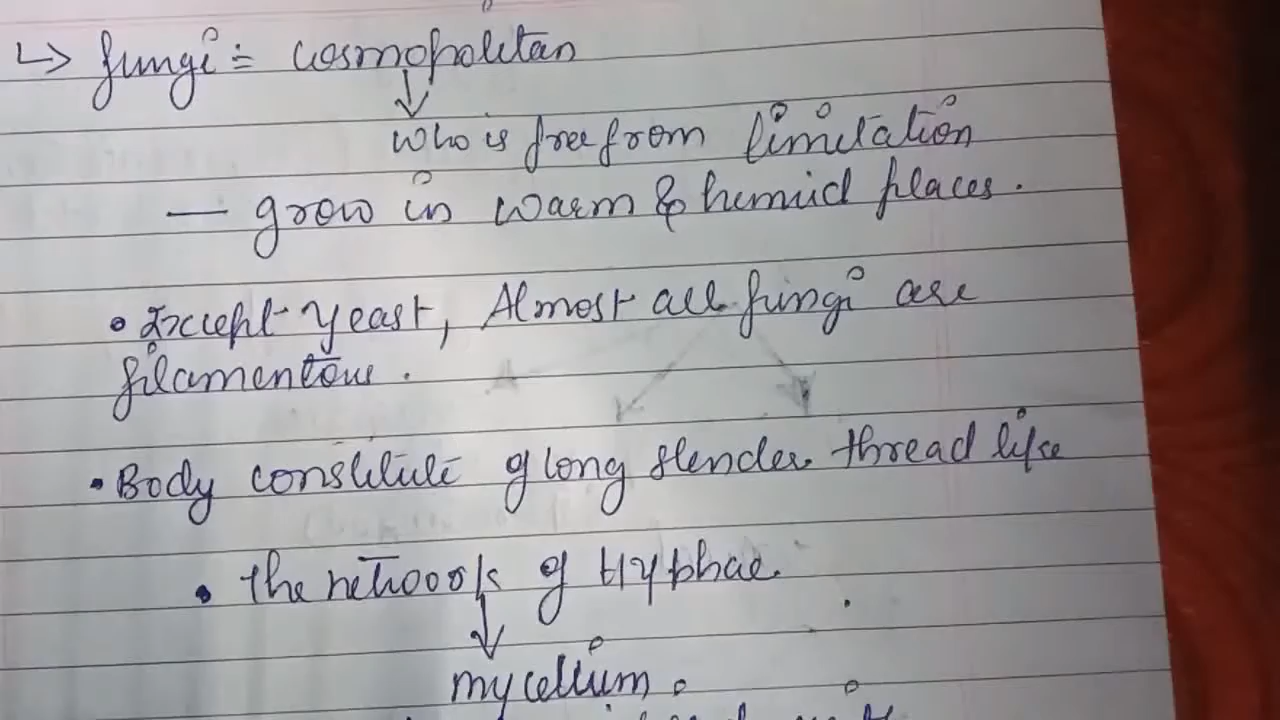 ↳ fungi = cosmopolitan
↓
who is free from limitation
— grow in warm & humid places.
• Except yeast, Almost all fungi are
filamentous.
• Body constitute of long slender thread like
• the network of Hyphae.
↓
mycelium.